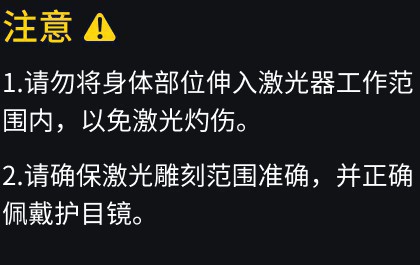 注意
1.请勿将身体部位伸入激光器工作范
围内，以免激光灼伤。
2.请确保激光雕刻范围准确，并正确
佩戴护目镜。